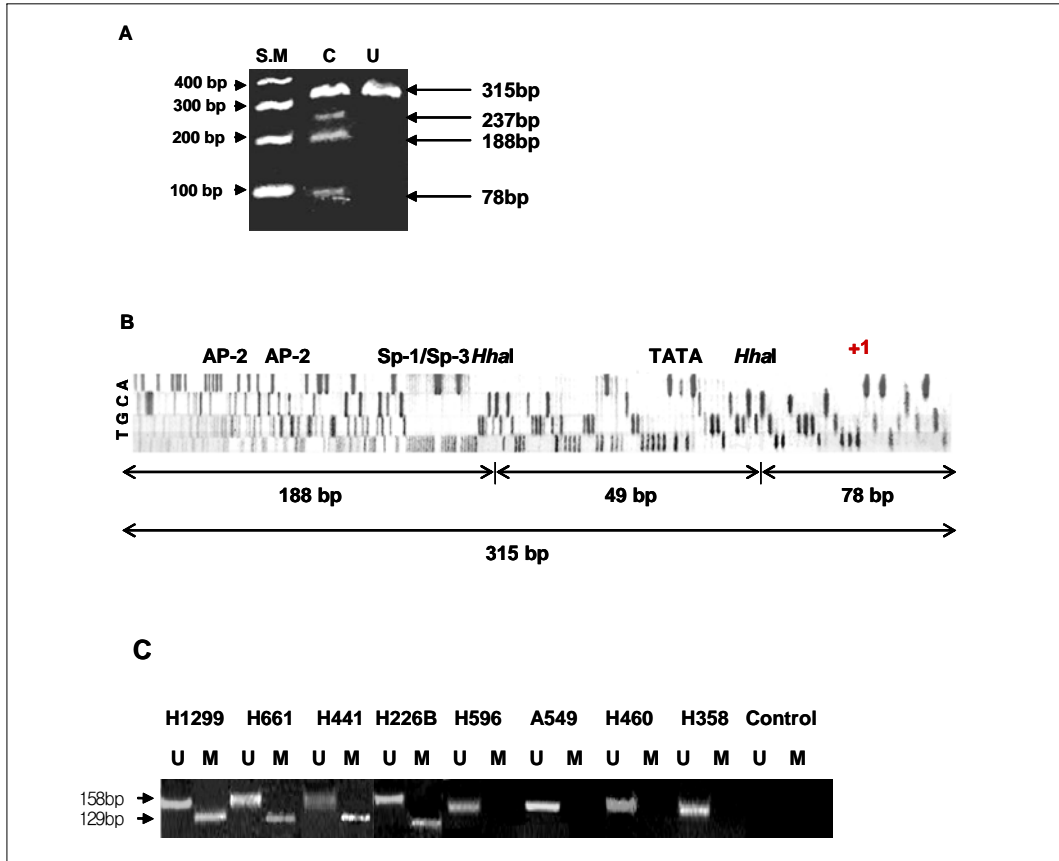 A
S.M C U
400 bp
300 bp
200 bp
100 bp
315bp
237bp
188bp
78bp
B
AP-2 AP-2 Sp-1/Sp-3 HhaI TATA HhaI +1
T G C A
188 bp 49 bp 78 bp
315 bp
C
H1299 H661 H441 H226B H596 A549 H460 H358 Control
U M U M U M U M U M U M U M U M U M
158bp
129bp